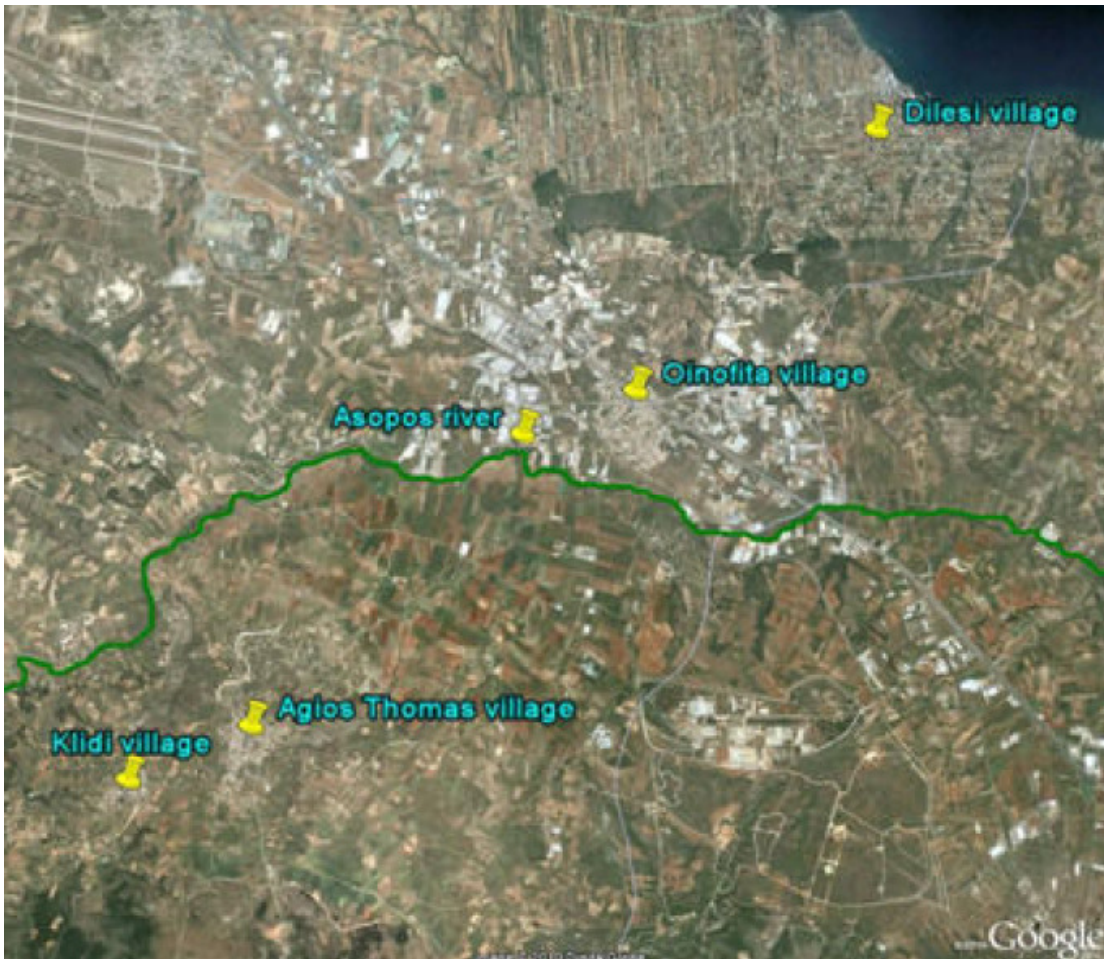 Dilesi village
Oinofita village
Asopos river
Agios Thomas village
Klidi village
Google